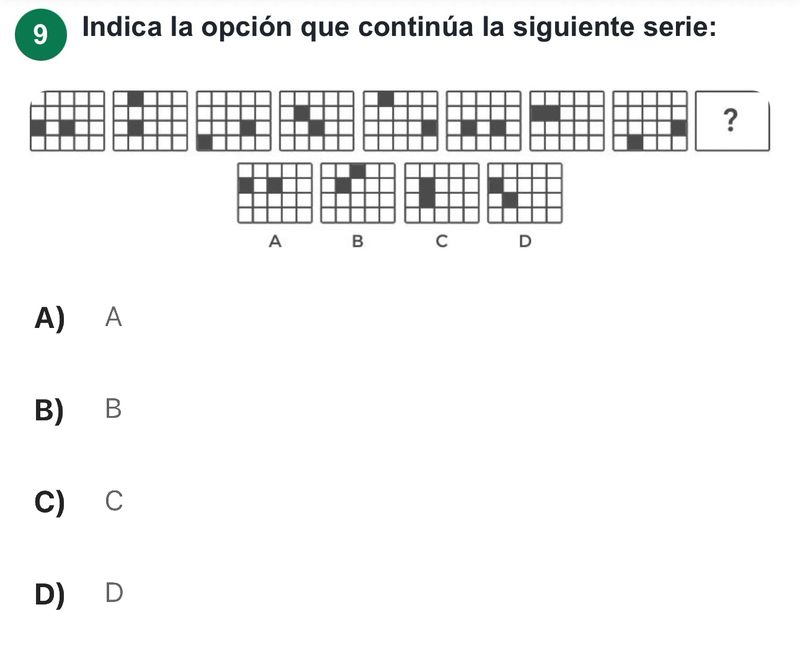 9 Indica la opción que continúa la siguiente serie:
?
A B C D
A) A
B) B
C) C
D) D